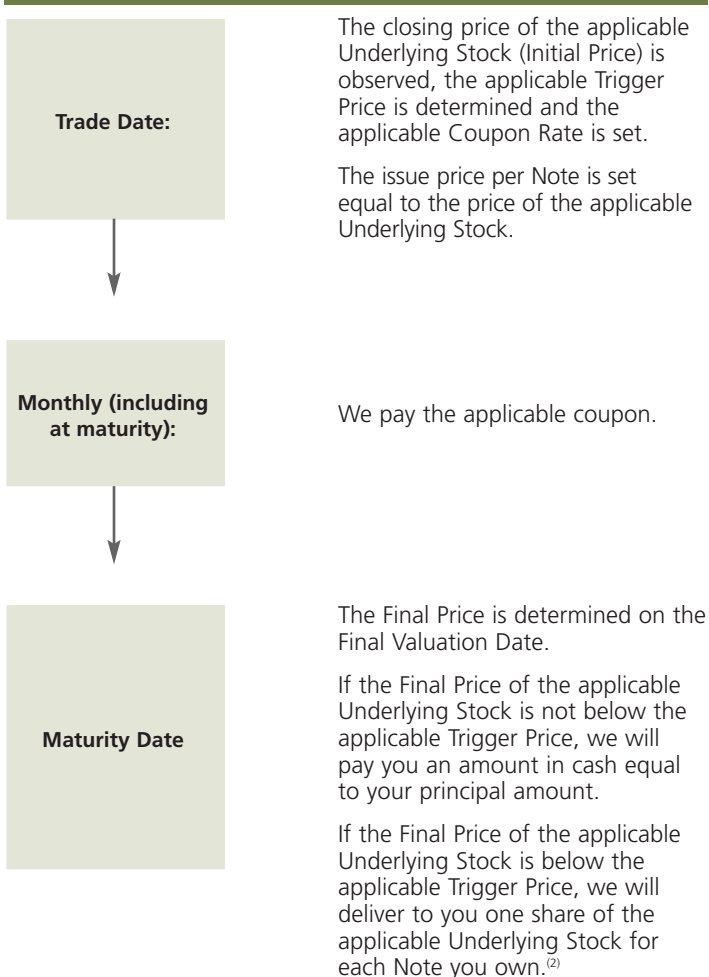 Trade Date:
The closing price of the applicable
Underlying Stock (Initial Price) is
observed, the applicable Trigger
Price is determined and the
applicable Coupon Rate is set.
The issue price per Note is set
equal to the price of the applicable
Underlying Stock.
Monthly (including
at maturity):
We pay the applicable coupon.
Maturity Date
The Final Price is determined on the
Final Valuation Date.
If the Final Price of the applicable
Underlying Stock is not below the
applicable Trigger Price, we will
pay you an amount in cash equal
to your principal amount.
If the Final Price of the applicable
Underlying Stock is below the
applicable Trigger Price, we will
deliver to you one share of the
applicable Underlying Stock for
each Note you own.(2)